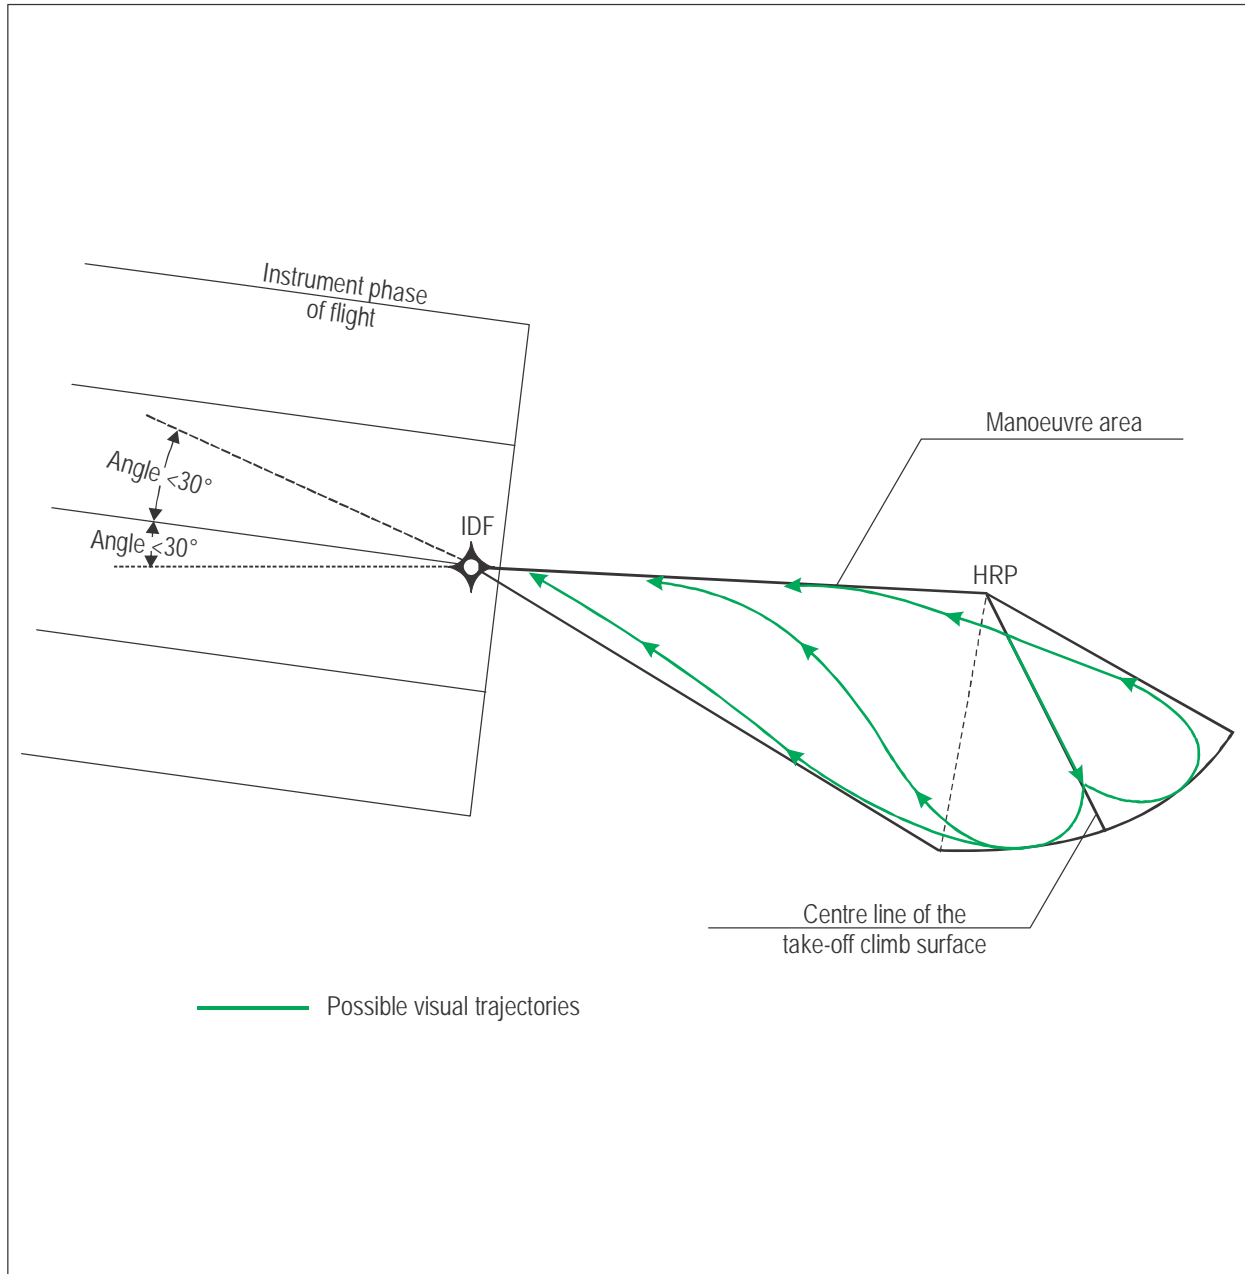 Instrument phase
of flight
Manoeuvre area
Angle <30°
IDF
Angle <30°
HRP
Centre line of the
take-off climb surface
Possible visual trajectories